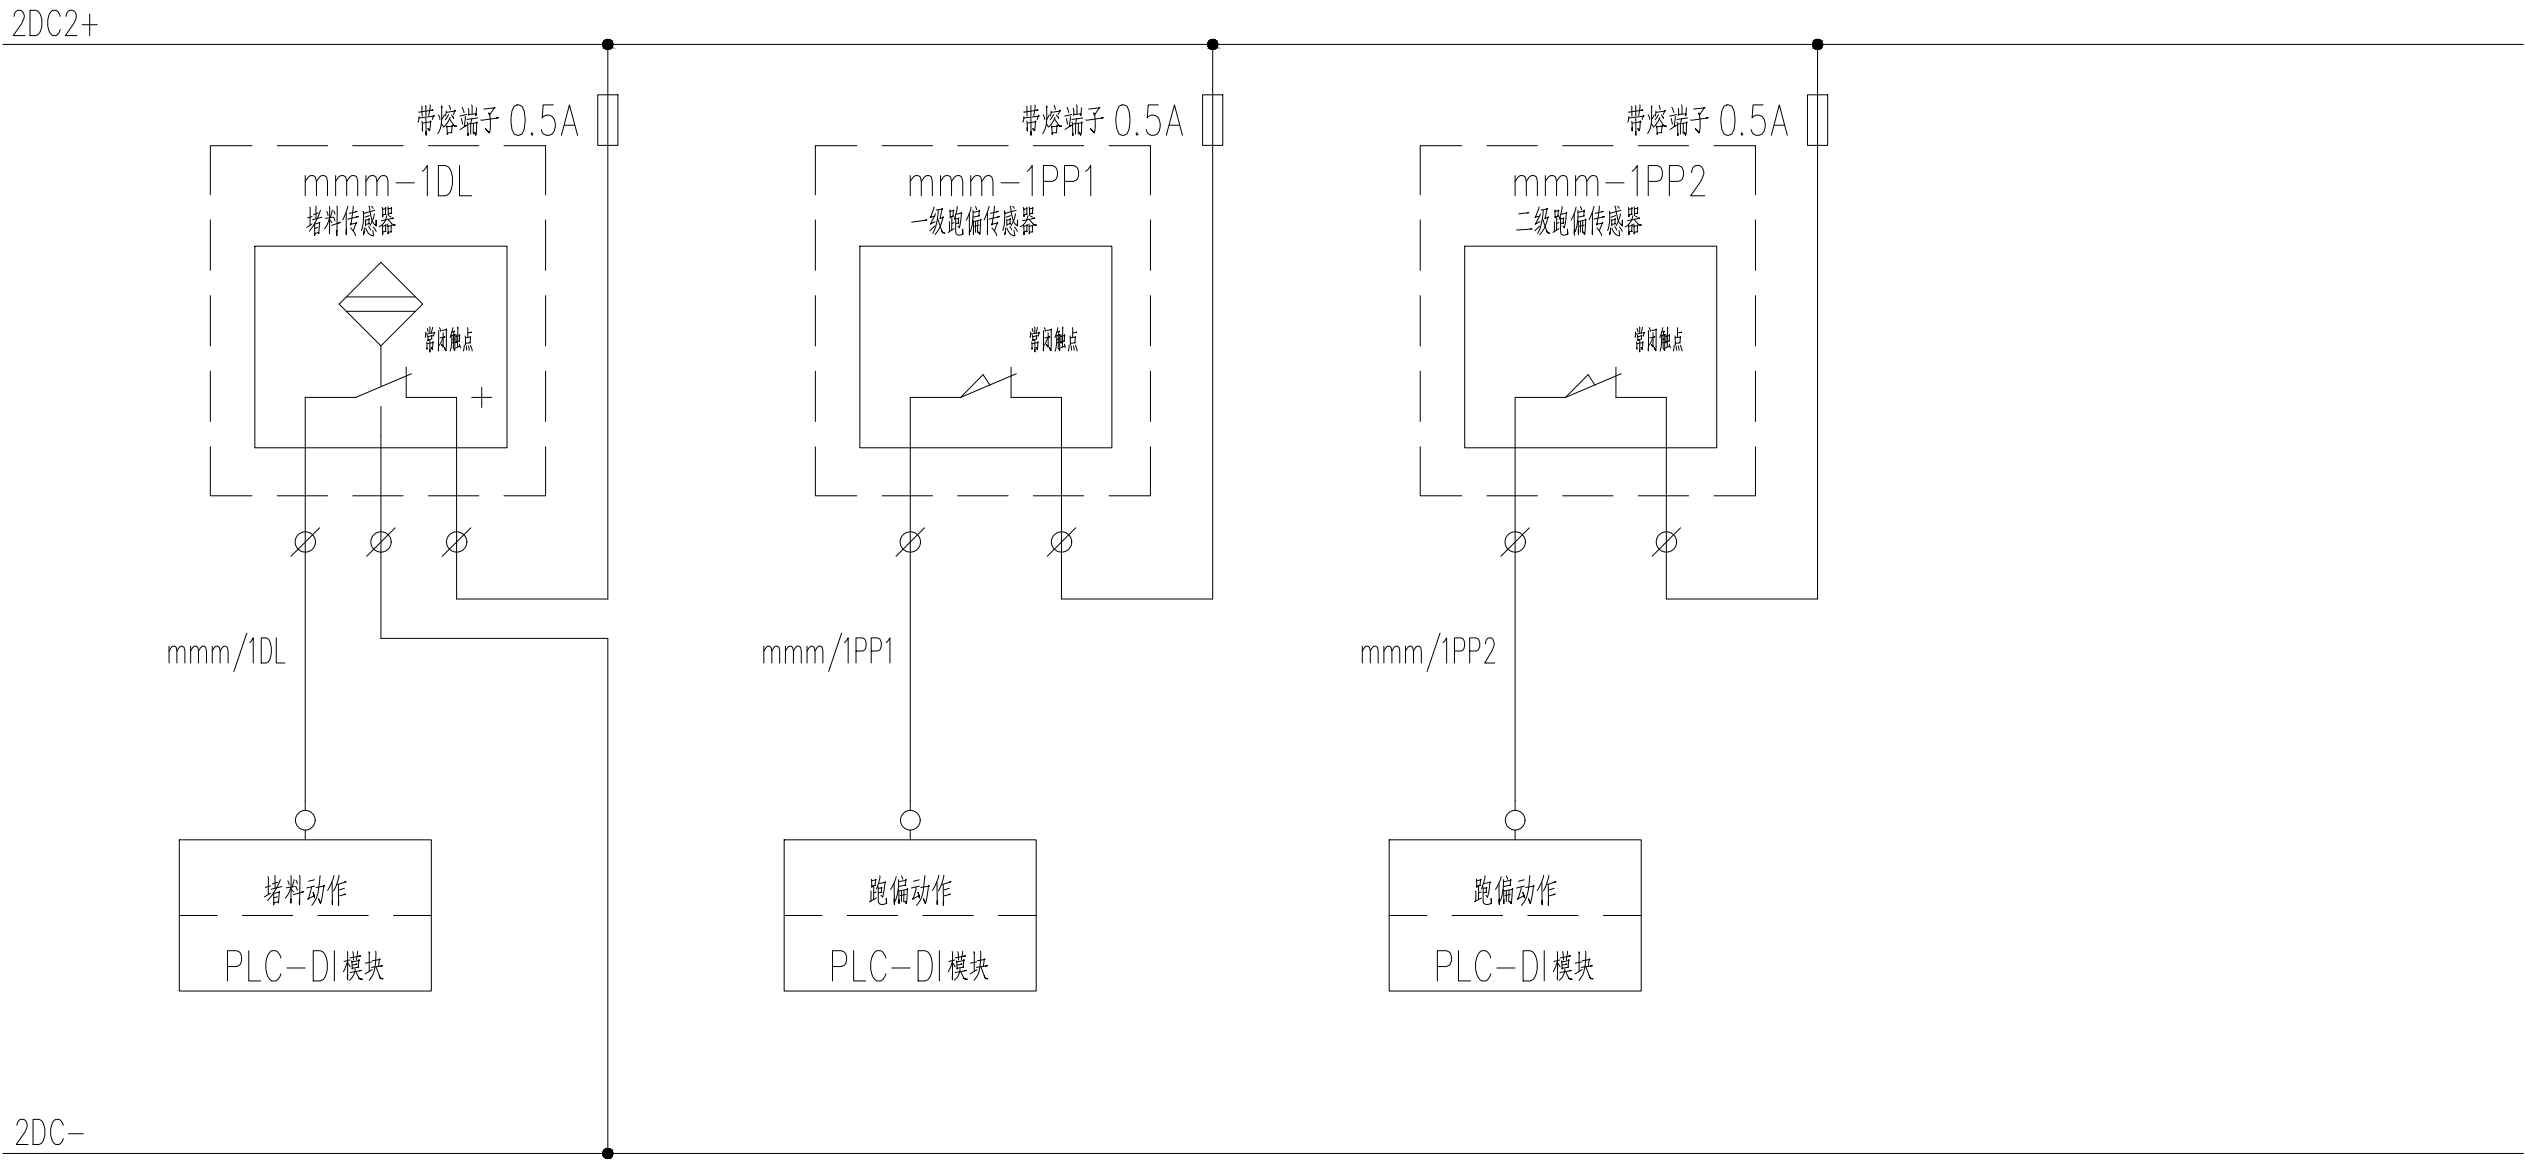 2DC2+
带熔端子 0.5A
带熔端子 0.5A
带熔端子 0.5A
mmm-1DL
堵料传感器
常闭触点
+
mmm-1PP1
一级跑偏传感器
常闭触点
mmm-1PP2
二级跑偏传感器
常闭触点
mmm/1DL
mmm/1PP1
mmm/1PP2
堵料动作
PLC-DI模块
跑偏动作
PLC-DI模块
跑偏动作
PLC-DI模块
2DC-